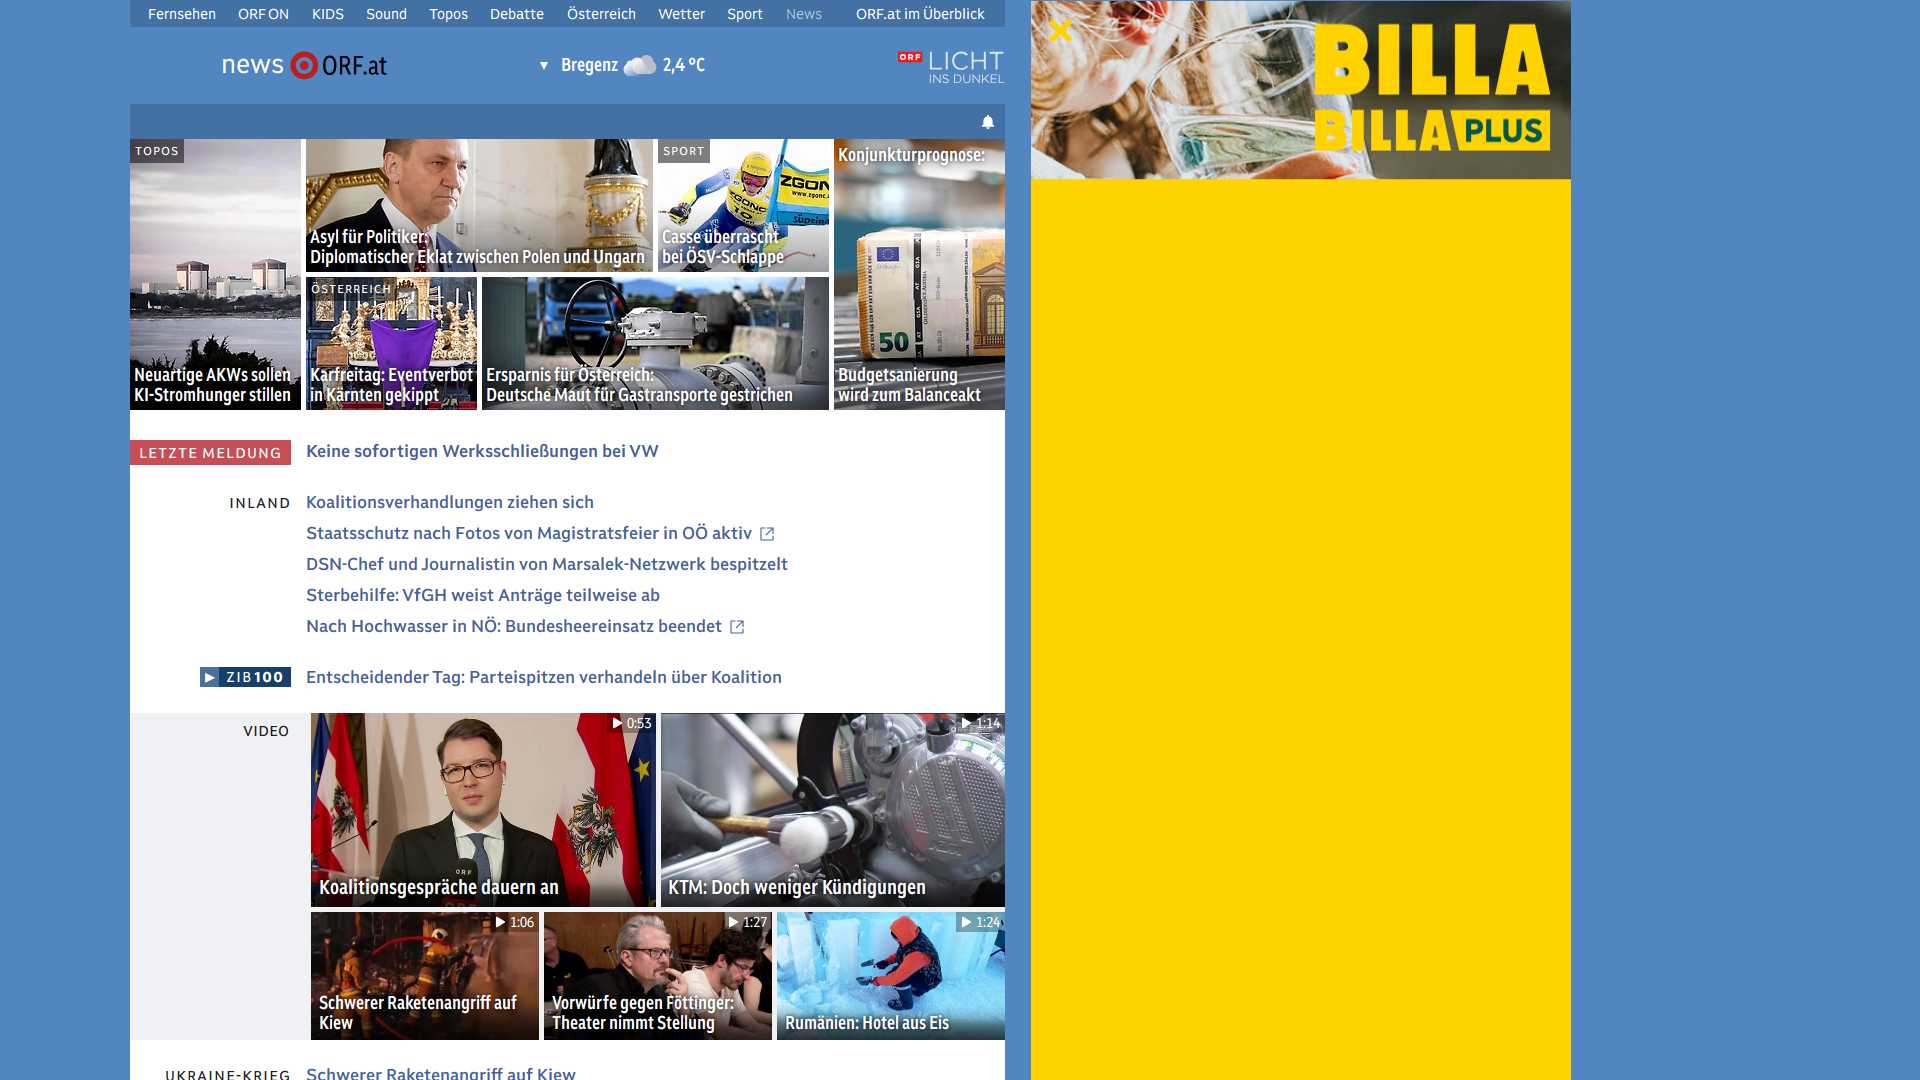 Fernsehen ORF ON KIDS Sound Topos Debatte Österreich Wetter Sport News ORF.at im Überblick
news ORF.at
▼ Bregenz 2,4 °C
ORF LICHT
INS DUNKEL
BILLA
BILLA PLUS
TOPOS
Neuartige AKWs sollen
KI-Stromhunger stillen
Asyl für Politiker:
Diplomatischer Eklat zwischen Polen und Ungarn
SPORT
ZGONC
www.zgonc
ZGONC
10
Südtirol
Casse überrascht
bei ÖSV-Schlappe
Konjunkturprognose:
50
Budgetsanierung
wird zum Balanceakt
ÖSTERREICH
Karfreitag: Eventverbot
in Kärnten gekippt
Ersparnis für Österreich:
Deutsche Maut für Gastransporte gestrichen
LETZTE MELDUNG
Keine sofortigen Werksschließungen bei VW
INLAND
Koalitionsverhandlungen ziehen sich
Staatsschutz nach Fotos von Magistratsfeier in OÖ aktiv
DSN-Chef und Journalistin von Marsalek-Netzwerk bespitzelt
Sterbehilfe: VfGH weist Anträge teilweise ab
Nach Hochwasser in NÖ: Bundesheereinsatz beendet
ZIB100
Entscheidender Tag: Parteispitzen verhandeln über Koalition
VIDEO
0:53
ORF
Koalitionsgespräche dauern an
1:14
KTM: Doch weniger Kündigungen
1:06
Schwerer Raketenangriff auf
Kiew
1:27
Vorwürfe gegen Föttinger:
Theater nimmt Stellung
1:24
Rumänien: Hotel aus Eis
UKRAINE-KRIEG
Schwerer Raketenangriff auf Kiew